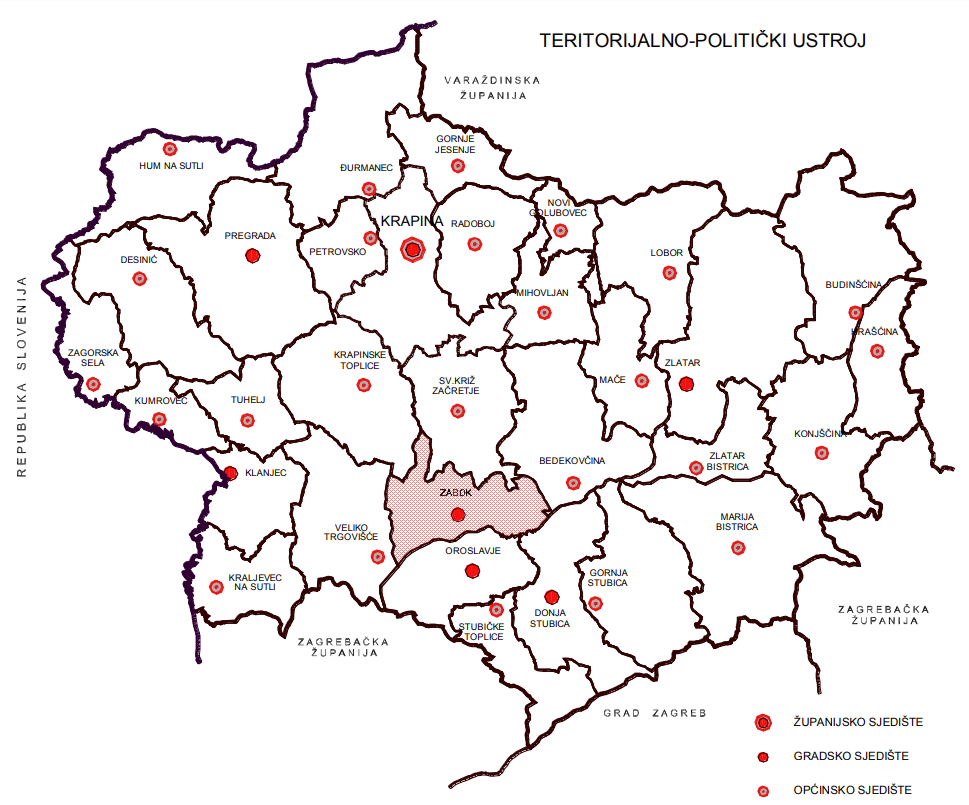 TERITORIJALNO-POLITIČKI USTROJ
VARAŽDINSKA
ŽUPANIJA
GORNJE
JESENJE
HUM NA SUTLI
ĐURMANEC
NOVI
GOLUBOVEC
KRAPINA
RADOBOJ
PREGRADA
PETROVSKO
LOBOR
DESINIĆ
REPUBLIKA SLOVENIJA
BUDINŠĆINA
MIHOVLJAN
HRAŠĆINA
ZAGORSKA
SELA
KRAPINSKE
TOPLICE
ZLATAR
SV.KRIŽ
ZAČRETJE
MAČE
KUMROVEC
TUHELJ
KONJŠĆINA
BEDEKOVČINA
ZLATAR
BISTRICA
KLANJEC
ZABOK
MARIJA
BISTRICA
VELIKO
TRGOVIŠĆE
OROSLAVJE
KRALJEVEC
NA SUTLI
GORNJA
STUBICA
ZAGREBAČKA
ŽUPANIJA
DONJA
STUBICA
STUBIČKE
TOPLICE
ZAGREBAČKA
ŽUPANIJA
GRAD ZAGREB
ŽUPANIJSKO SJEDIŠTE
GRADSKO SJEDIŠTE
OPĆINSKO SJEDIŠTE